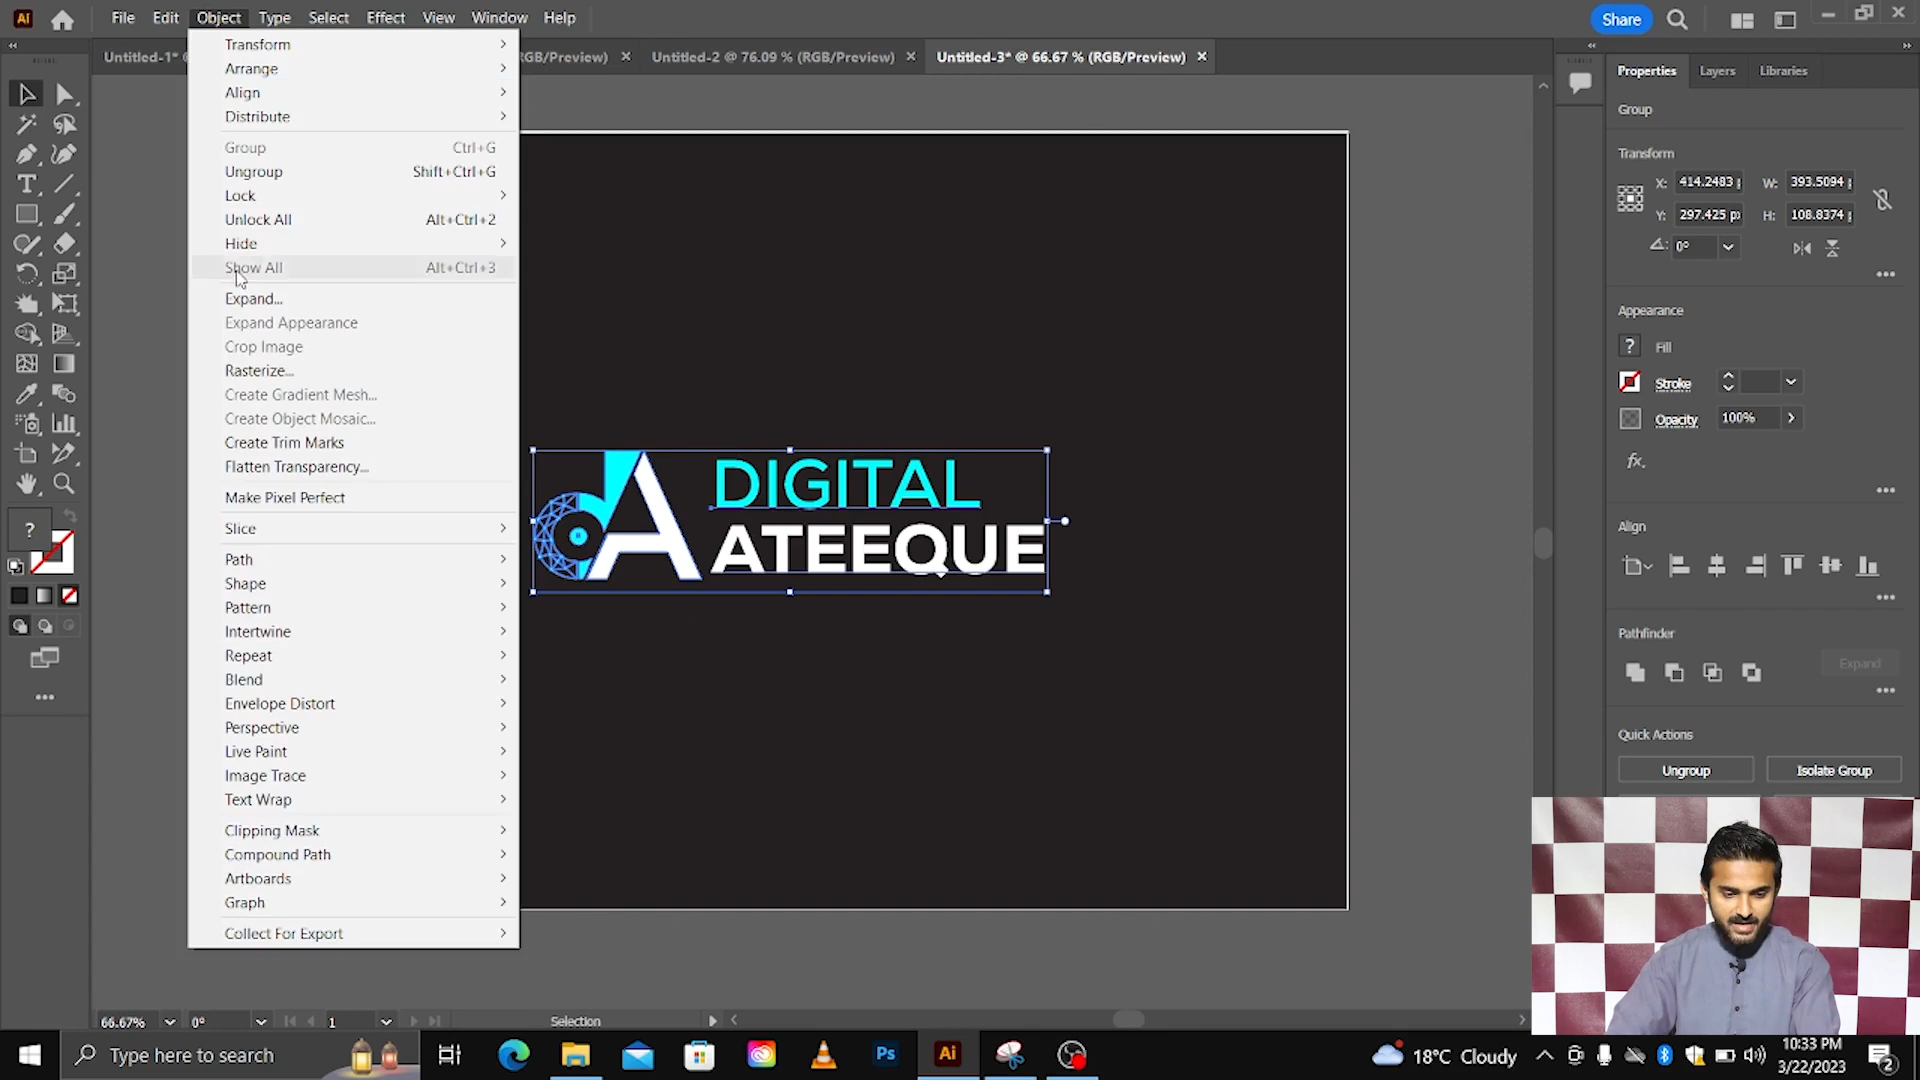 Ai File Edit Object Type Select Effect View Window Help Share
Untitled-1* RGB/Preview) × Untitled-2 @ 76.09 % (RGB/Preview) × Untitled-3* @ 66.67 % (RGB/Preview) ×
Transform
Arrange
Align
Distribute
Group Ctrl+G
Ungroup Shift+Ctrl+G
Lock
Unlock All Alt+Ctrl+2
Hide
Show All Alt+Ctrl+3
Expand...
Expand Appearance
Crop Image
Rasterize...
Create Gradient Mesh...
Create Object Mosaic...
Create Trim Marks
Flatten Transparency...
Make Pixel Perfect
Slice
Path
Shape
Pattern
Intertwine
Repeat
Blend
Envelope Distort
Perspective
Live Paint
Image Trace
Text Wrap
Clipping Mask
Compound Path
Artboards
Graph
Collect For Export
dA DIGITAL
ATEEQUE
Properties Layers Libraries
Group
Transform
X: 414.2483 W: 393.5094
Y: 297.425 px H: 108.8374
0°
Appearance
? Fill
Stroke
Opacity 100%
fx.
Align
Pathfinder
Expand
Quick Actions
Ungroup Isolate Group
66.67% 0° 1 Selection
Type here to search Ps Ai 18°C Cloudy 10:33 PM
3/22/2023 2